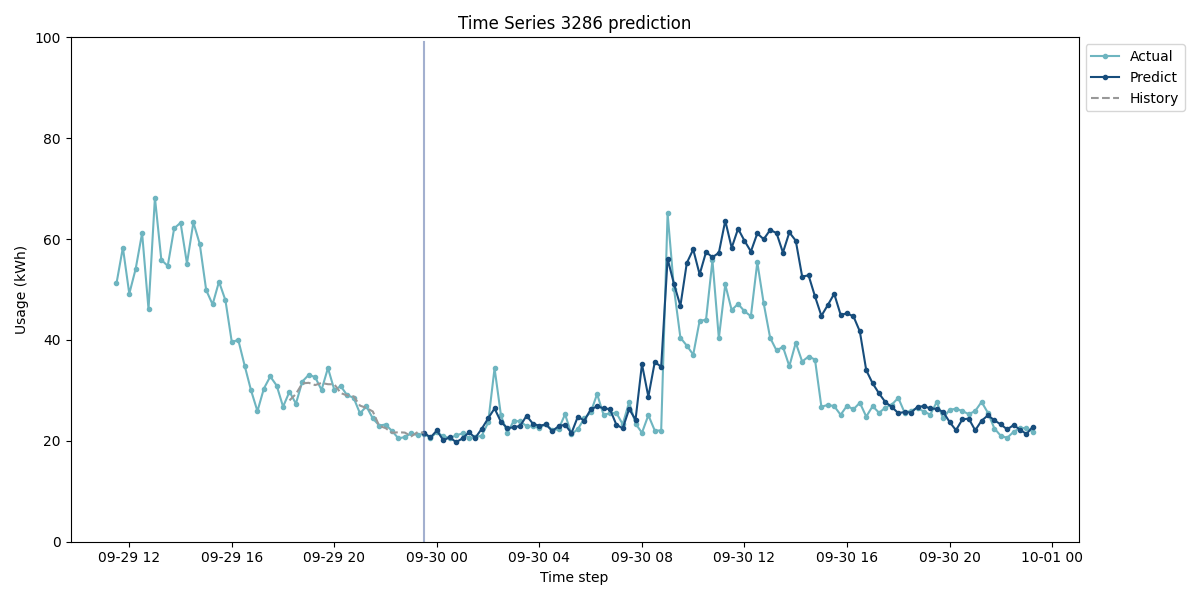 Time Series 3286 prediction
100
80
60
40
20
0
Usage (kWh)
09-29 12
09-29 16
09-29 20
09-30 00
09-30 04
09-30 08
09-30 12
09-30 16
09-30 20
10-01 00
Time step
Actual
Predict
History